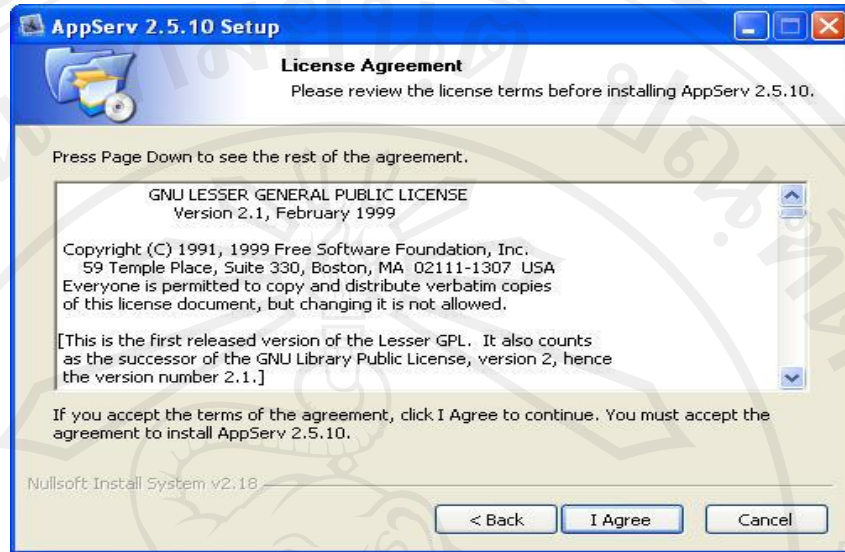 AppServ 2.5.10 Setup
License Agreement
Please review the license terms before installing AppServ 2.5.10.
Press Page Down to see the rest of the agreement.
GNU LESSER GENERAL PUBLIC LICENSE
Version 2.1, February 1999
Copyright (C) 1991, 1999 Free Software Foundation, Inc.
59 Temple Place, Suite 330, Boston, MA 02111-1307 USA
Everyone is permitted to copy and distribute verbatim copies
of this license document, but changing it is not allowed.
[This is the first released version of the Lesser GPL. It also counts
as the successor of the GNU Library Public License, version 2, hence
the version number 2.1.]
If you accept the terms of the agreement, click I Agree to continue. You must accept the
agreement to install AppServ 2.5.10.
Nullsoft Install System v2.18
< Back
I Agree
Cancel